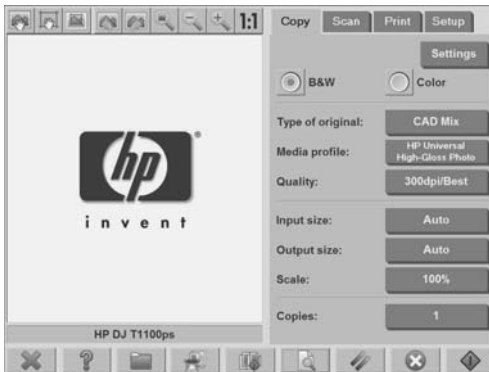 1:1
Copy Scan Print Setup
Settings
B&W Color
Type of original: CAD Mix
Media profile: HP Universal
High-Gloss Photo
Quality: 300dpi/Best
Input size: Auto
Output size: Auto
Scale: 100%
Copies: 1
hp
®
invent
HP DJ T1100ps
?